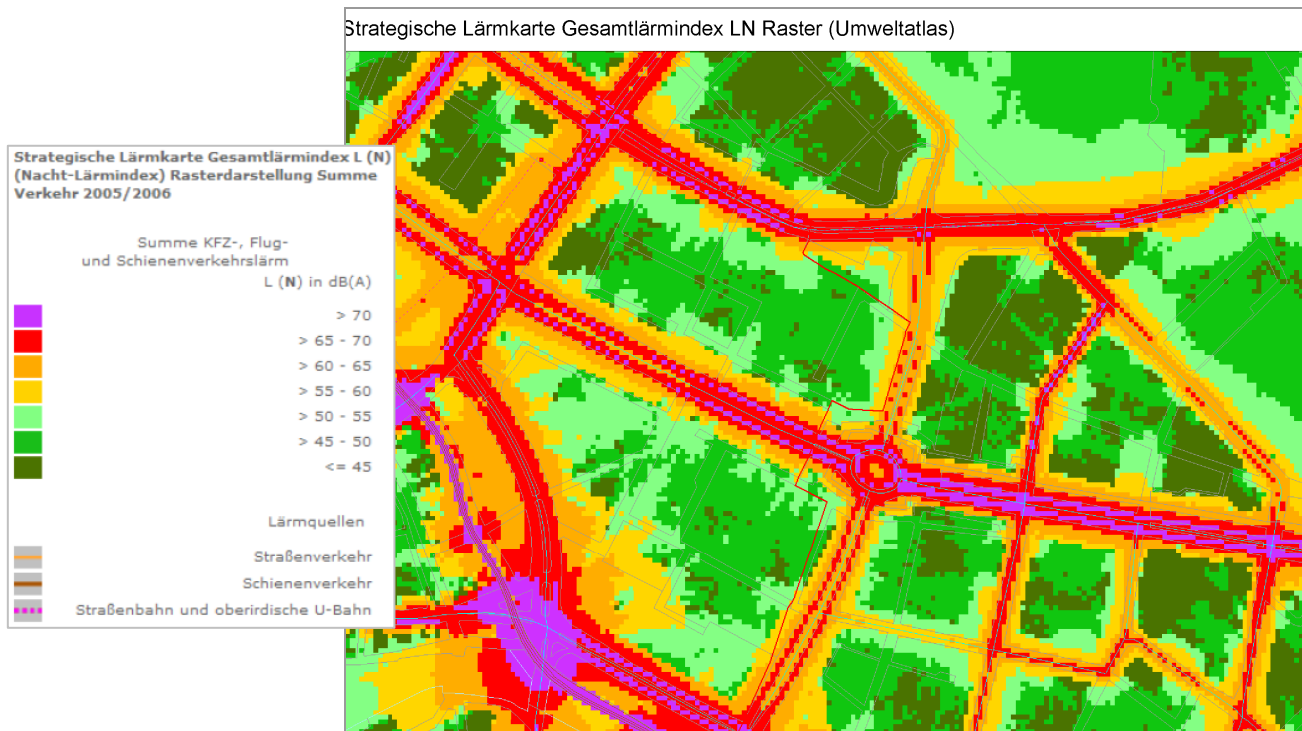 Strategische Lärmkarte Gesamtlärmindex LN Raster (Umweltatlas)
Strategische Lärmkarte Gesamtlärmindex L (N)
(Nacht-Lärmindex) Rasterdarstellung Summe
Verkehr 2005/2006
Summe KFZ-, Flug-
und Schienenverkehrslärm
L (N) in dB(A)
> 70
> 65 - 70
> 60 - 65
> 55 - 60
> 50 - 55
> 45 - 50
<= 45
Lärmquellen
Straßenverkehr
Schienenverkehr
Straßenbahn und oberirdische U-Bahn